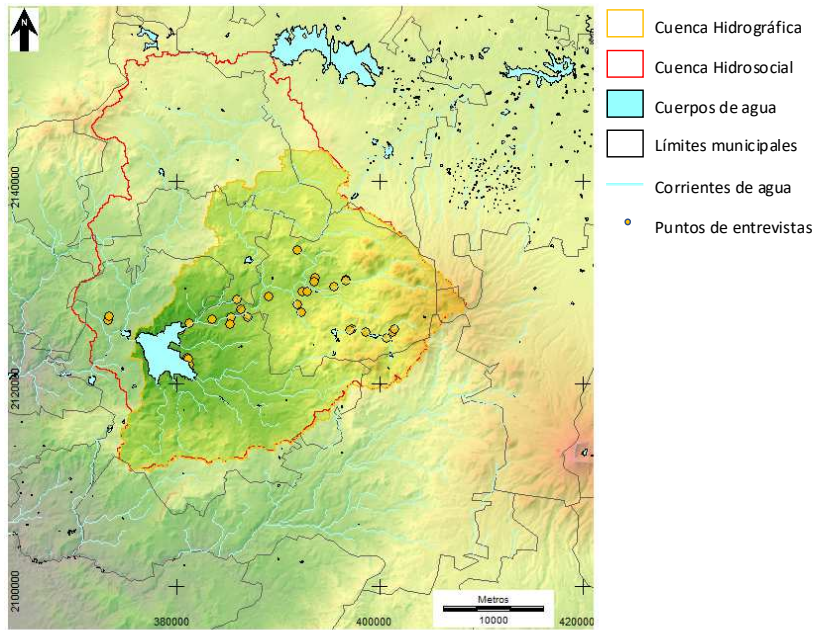 N
Cuenca Hidrográfica
Cuenca Hidrosocial
Cuerpos de agua
Límites municipales
Corrientes de agua
Puntos de entrevistas
2140000
2120000
2100000
380000
400000
420000
Metros
10000